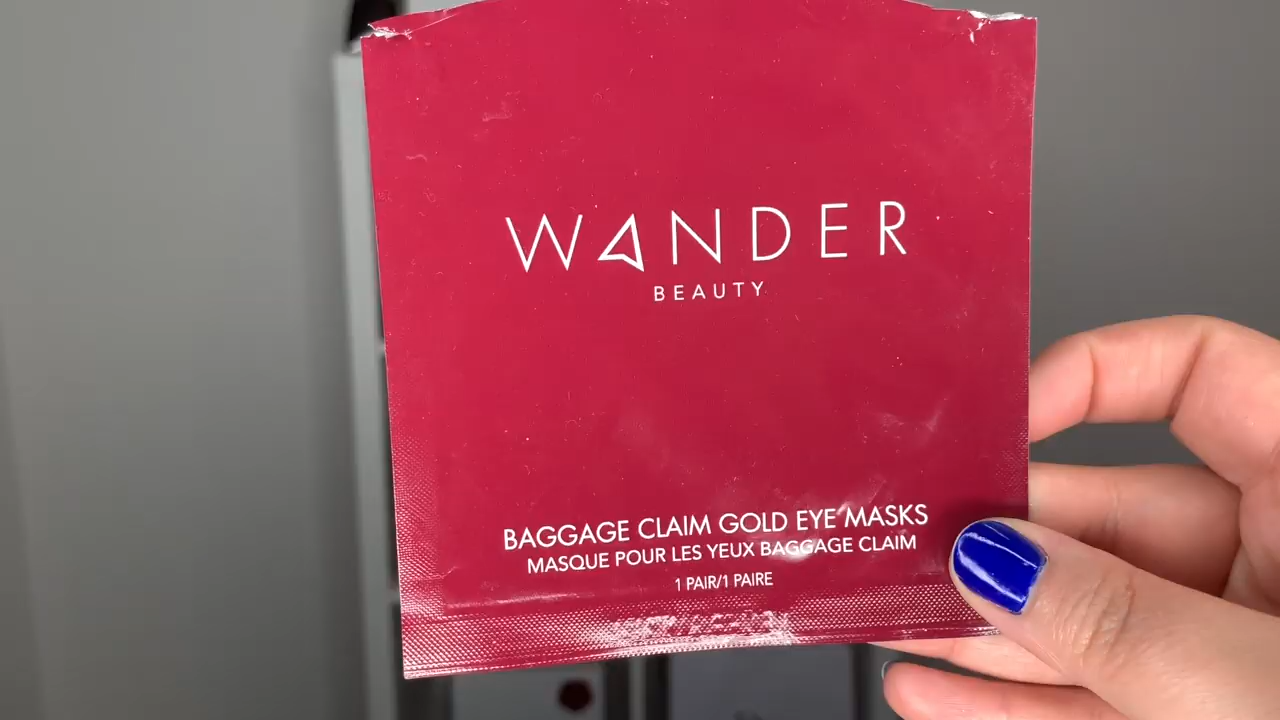 WANDER
BEAUTY
BAGGAGE CLAIM GOLD EYE MASKS
MASQUE POUR LES YEUX BAGGAGE CLAIM
1 PAIR/1 PAIRE